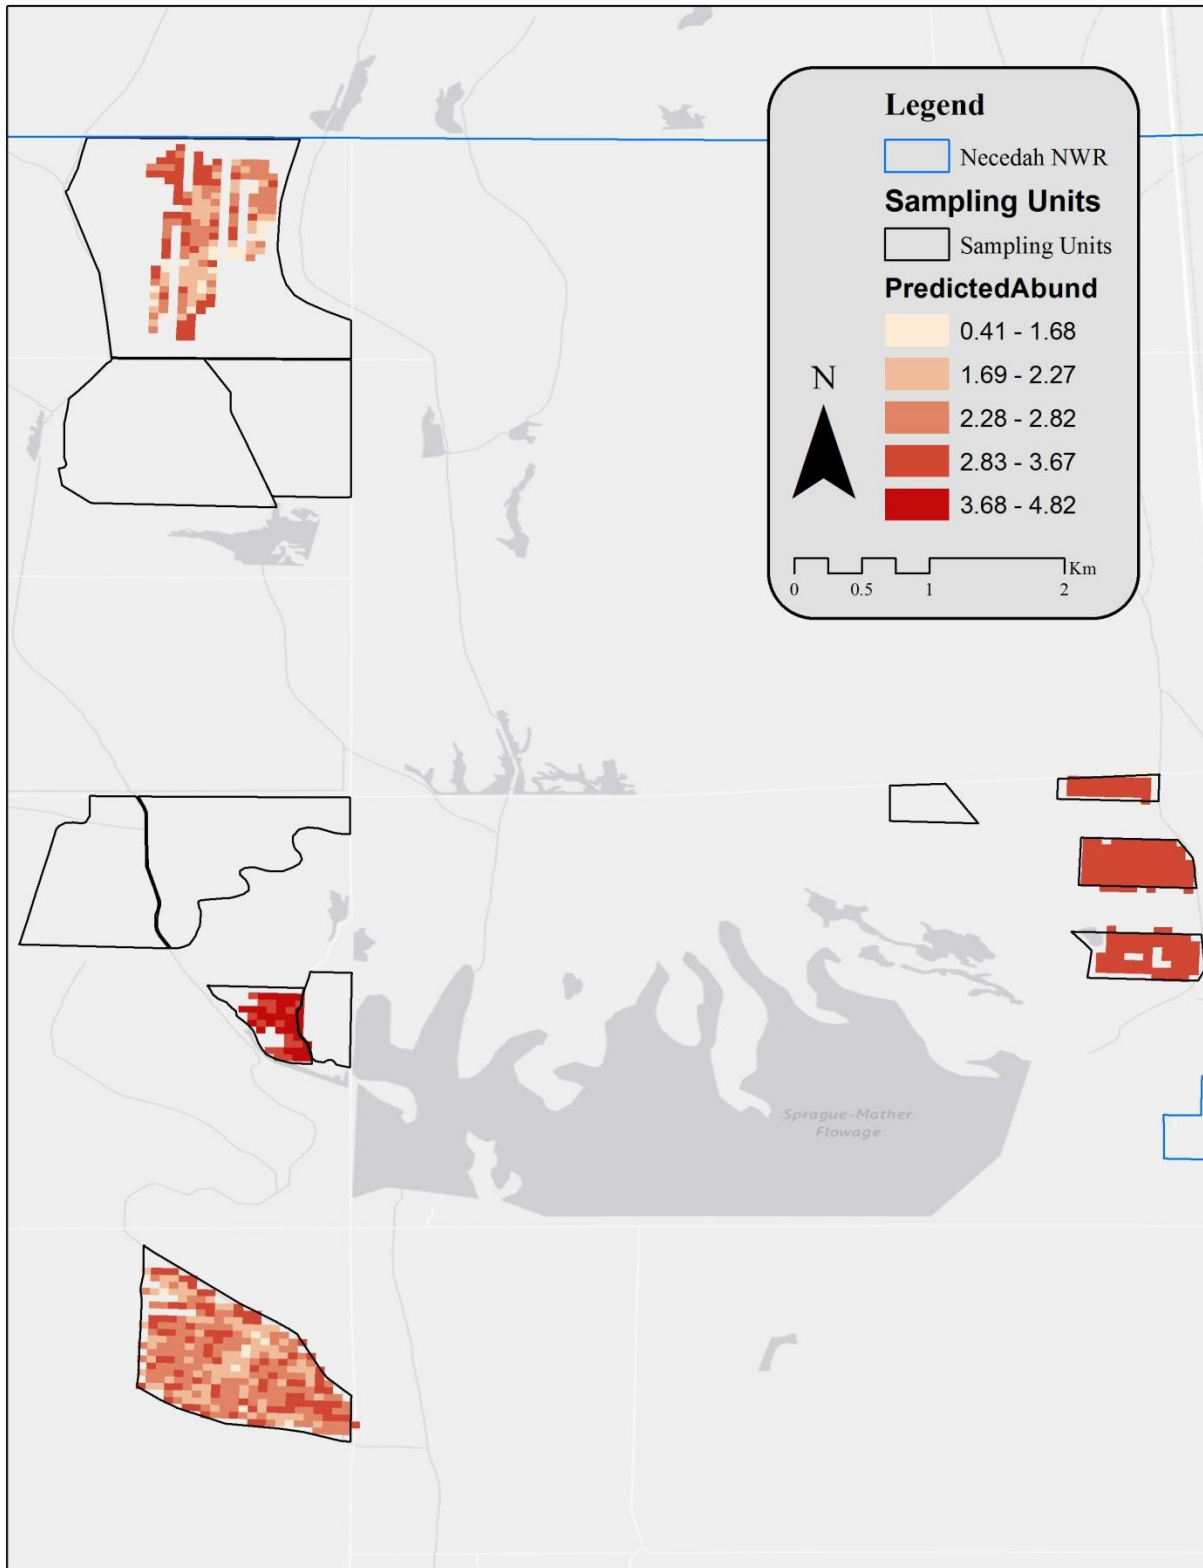 Legend
Necedah NWR
Sampling Units
Sampling Units
PredictedAbund
0.41 - 1.68
1.69 - 2.27
2.28 - 2.82
2.83 - 3.67
3.68 - 4.82
N
Km
0 0.5 1 2
Sprague-Mather
Flowage